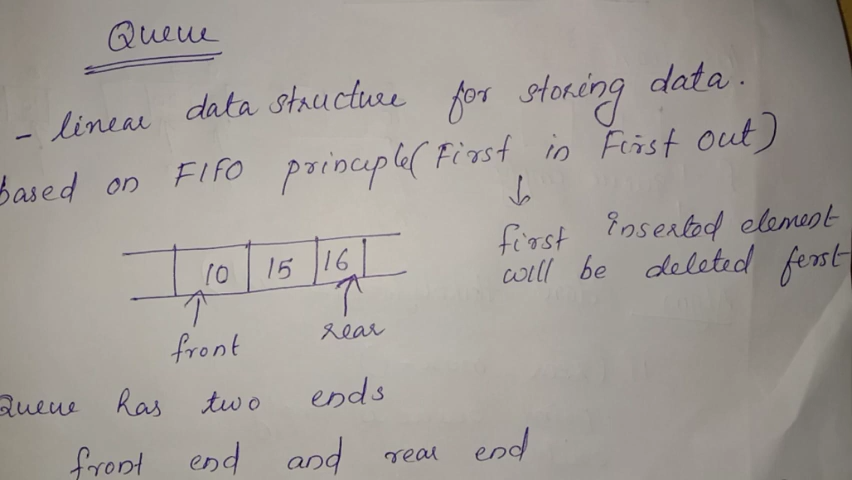 Queue
- linear data structure for storing data.
based on FIFO principle (First in First out)
↓
first inserted element
will be deleted first
10 15 16
front rear
Queue has two ends
front end and rear end